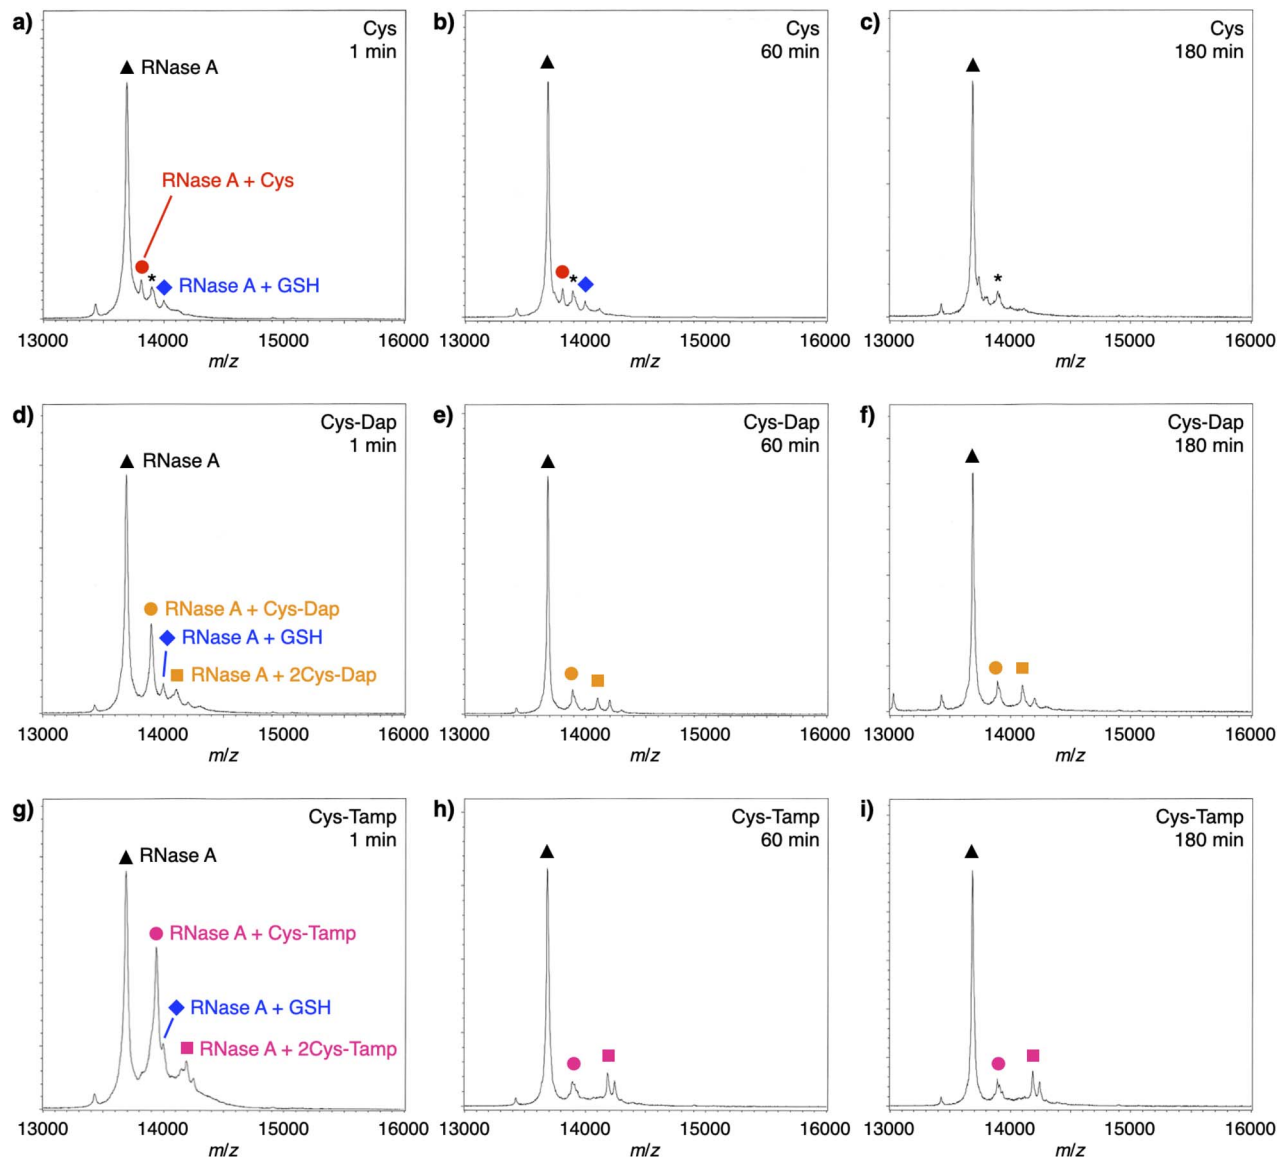 a)
Cys
1 min
▲ RNase A
RNase A + Cys
*
RNase A + GSH
13000 14000 15000 16000
m/z
b)
Cys
60 min
*
13000 14000 15000 16000
m/z
c)
Cys
180 min
*
13000 14000 15000 16000
m/z
d)
Cys-Dap
1 min
RNase A
RNase A + Cys-Dap
RNase A + GSH
RNase A + 2Cys-Dap
13000 14000 15000 16000
m/z
e)
Cys-Dap
60 min
13000 14000 15000 16000
m/z
f)
Cys-Dap
180 min
13000 14000 15000 16000
m/z
g)
Cys-Tamp
1 min
RNase A
RNase A + Cys-Tamp
RNase A + GSH
RNase A + 2Cys-Tamp
13000 14000 15000 16000
m/z
h)
Cys-Tamp
60 min
13000 14000 15000 16000
m/z
i)
Cys-Tamp
180 min
13000 14000 15000 16000
m/z